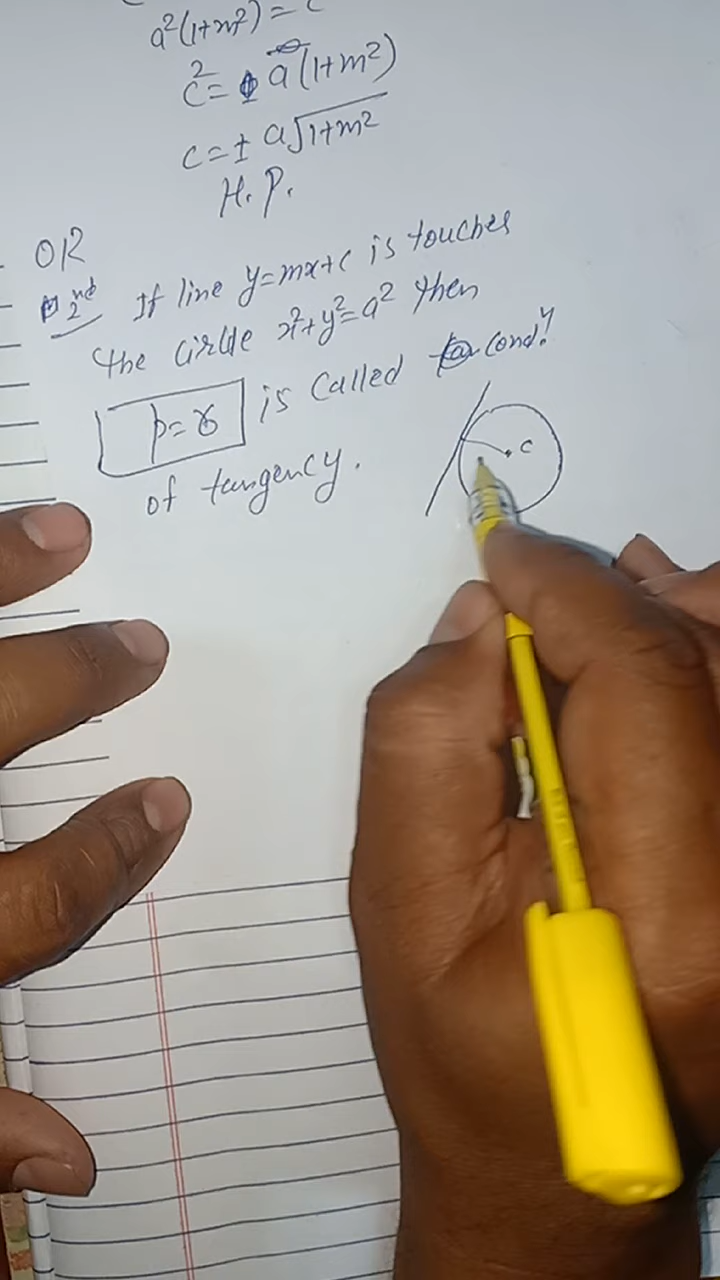 a²(1+m²) = c
c² = a(1+m²)
c = ± a√1+m²
H. P.
OR
2nd If line y=mx+c is touches
the circle x²+y²=a² then
p=r is called condⁿ
of tangency.
C